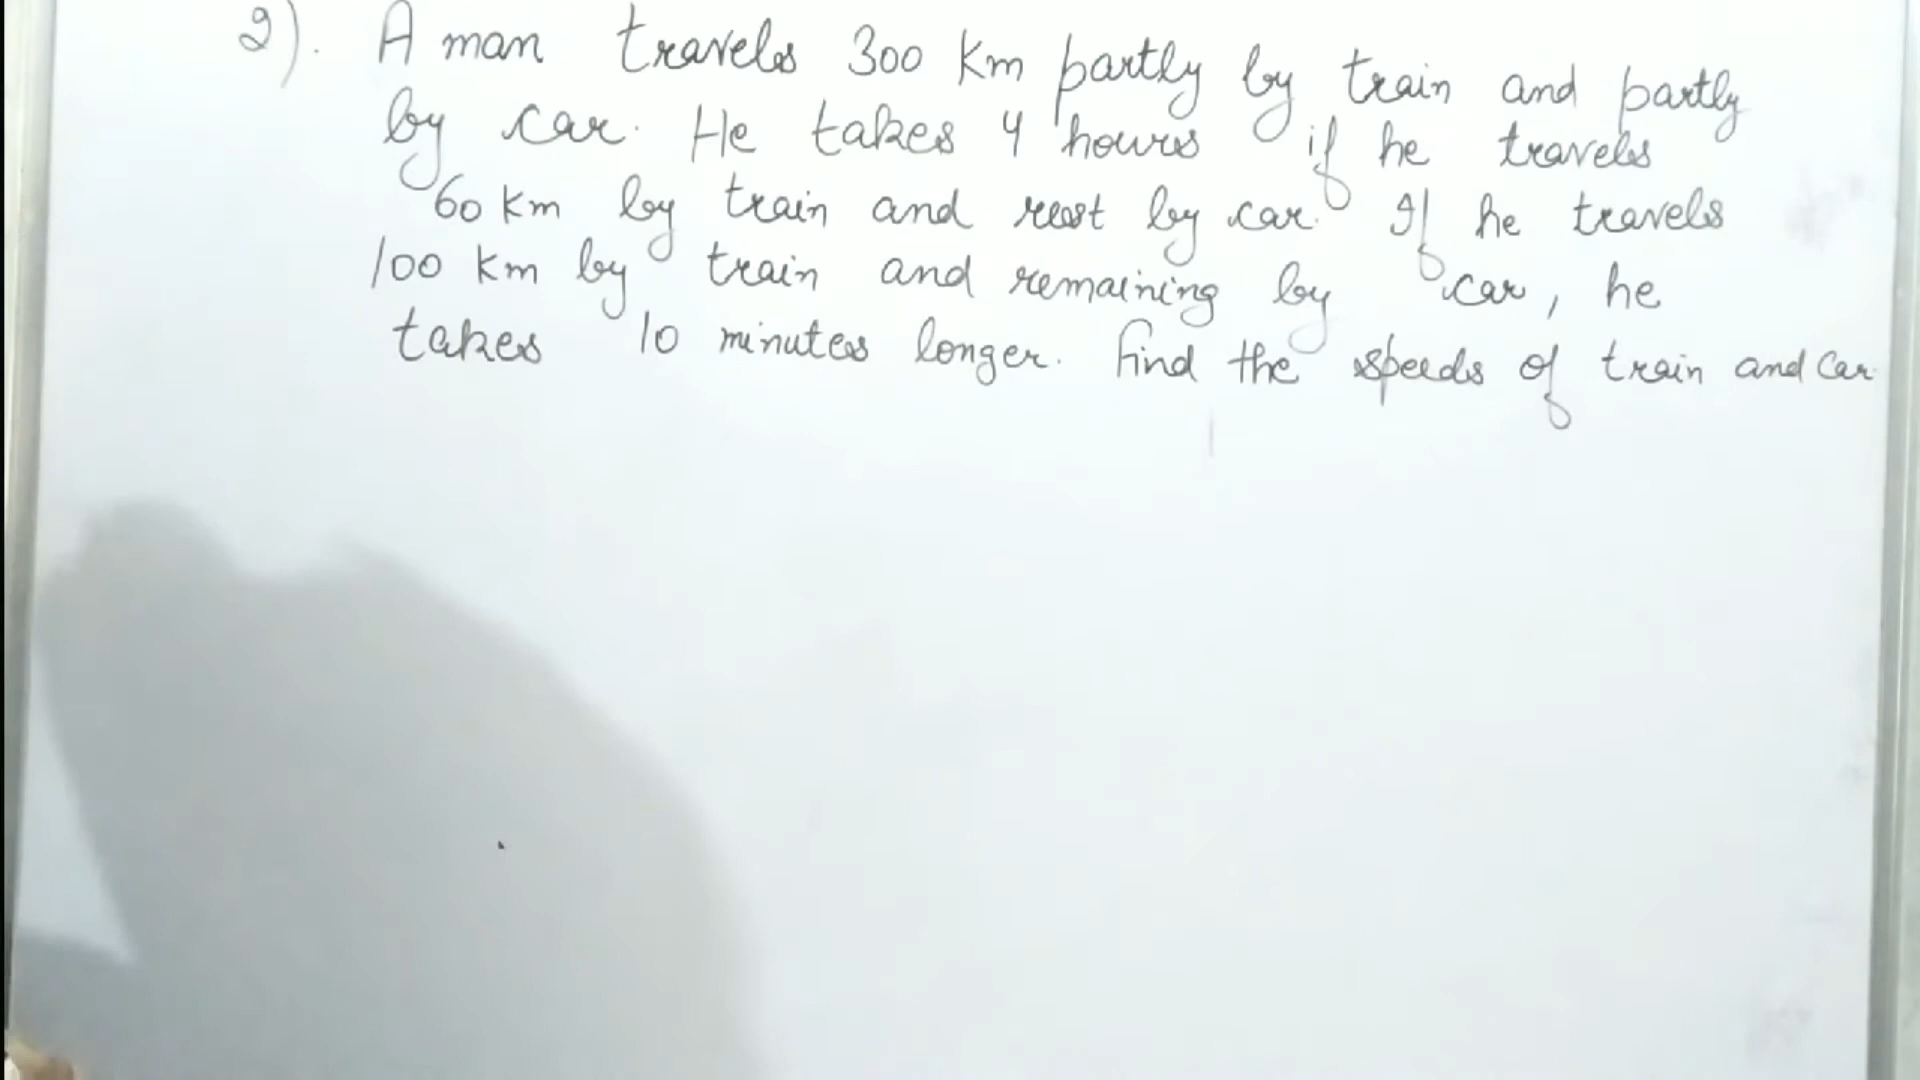 2). A man travels 300 Km partly by train and partly
by car. He takes 4 hours if he travels
60 Km by train and rest by car. If he travels
100 Km by train and remaining by car, he
takes 10 minutes longer. Find the speeds of train and Car.